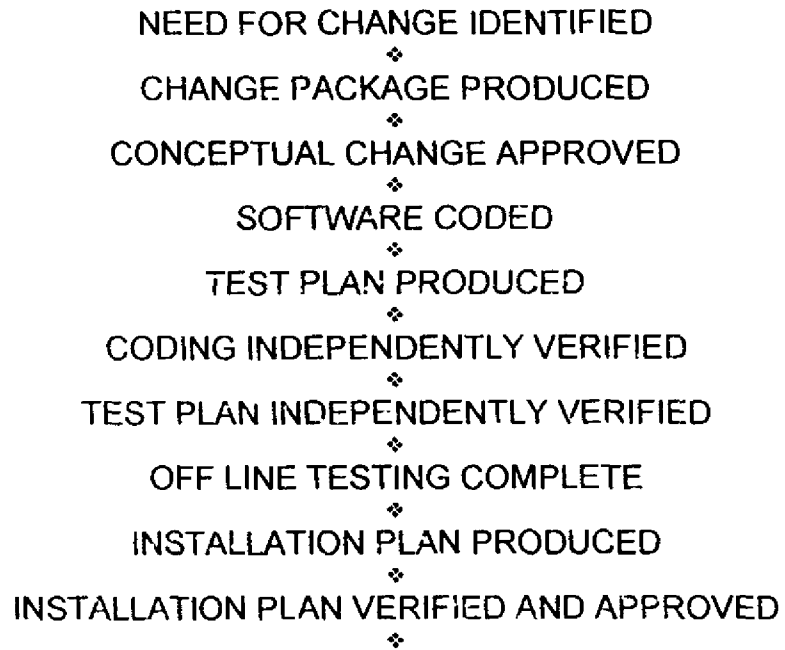 NEED FOR CHANGE IDENTIFIED
❖
CHANGE PACKAGE PRODUCED
❖
CONCEPTUAL CHANGE APPROVED
❖
SOFTWARE CODED
❖
TEST PLAN PRODUCED
❖
CODING INDEPENDENTLY VERIFIED
❖
TEST PLAN INDEPENDENTLY VERIFIED
❖
OFF LINE TESTING COMPLETE
❖
INSTALLATION PLAN PRODUCED
❖
INSTALLATION PLAN VERIFIED AND APPROVED
❖